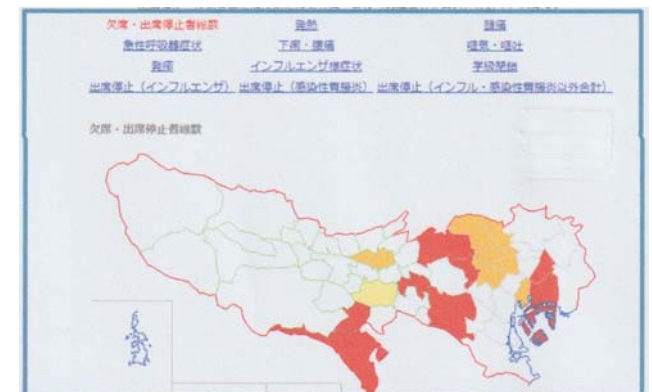 欠席・出席停止者総数 発熱 頭痛
急性呼吸器症状 下痢・腹痛 嘔気・嘔吐
発疹 インフルエンザ様症状 学級閉鎖
出席停止（インフルエンザ） 出席停止（感染性胃腸炎） 出席停止（インフル・感染性胃腸炎以外合計）
欠席・出席停止者総数